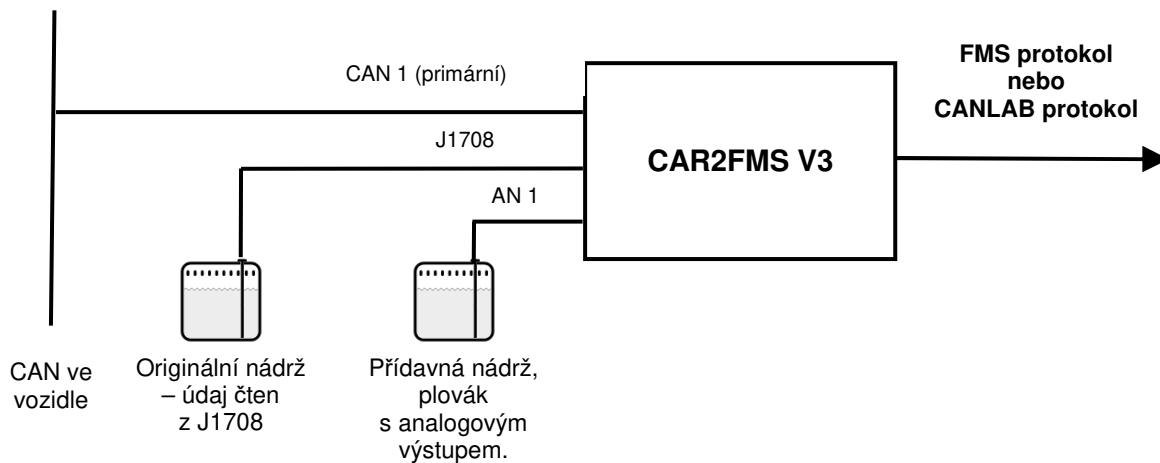 CAN 1 (primární)
J1708
AN 1
CAR2FMS V3
FMS protokol
nebo
CANLAB protokol
CAN ve
vozidle
Originální nádrž
– údaj čten
z J1708
Přídavná nádrž,
plovák
s analogovým
výstupem.